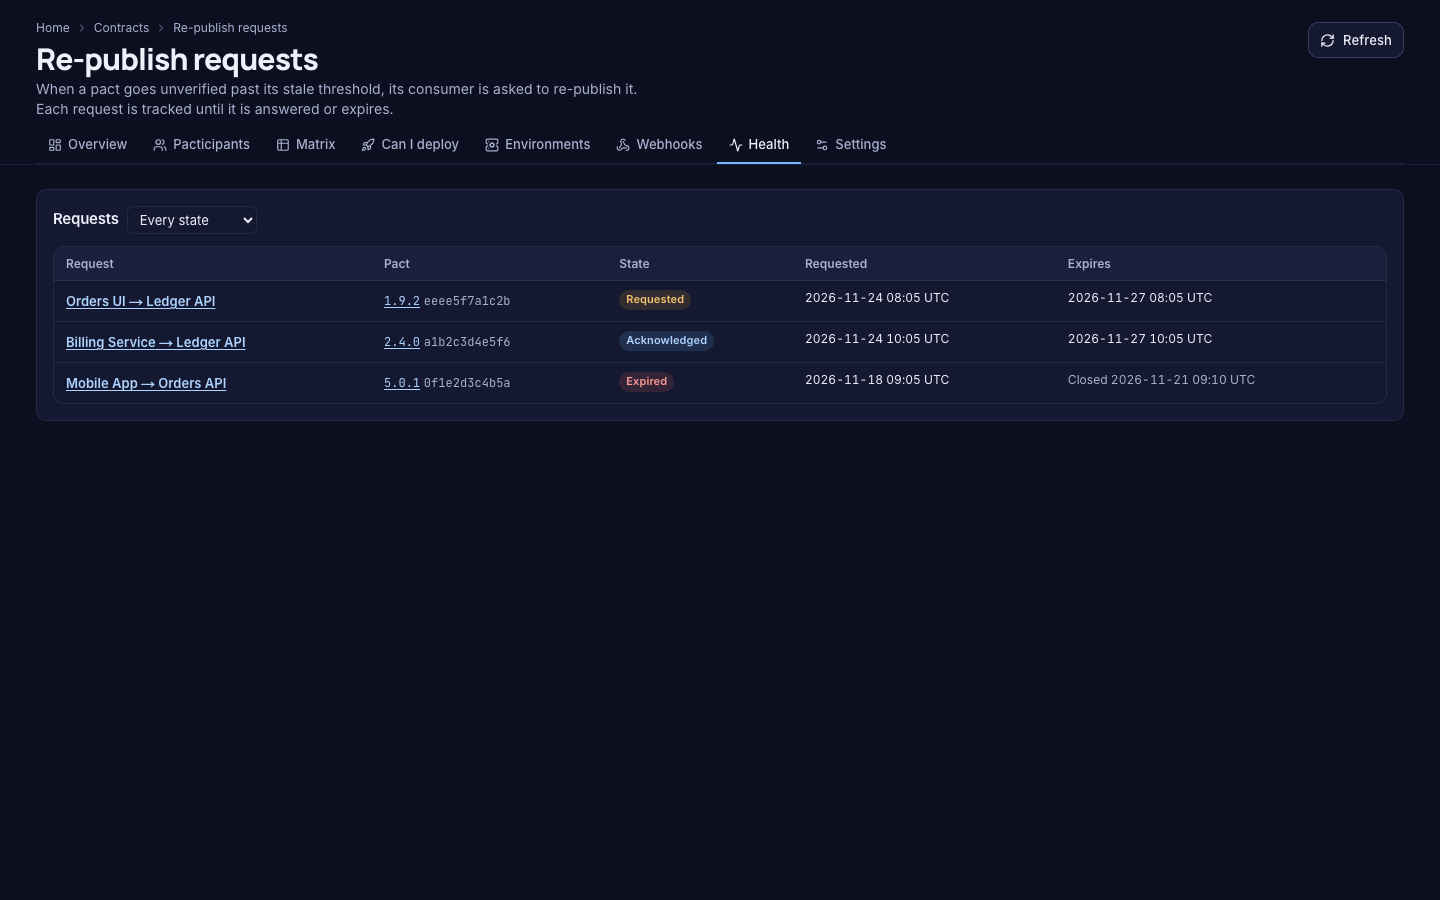 Home > Contracts > Re-publish requests
Re-publish requests
Refresh
When a pact goes unverified past its stale threshold, its consumer is asked to re-publish it.
Each request is tracked until it is answered or expires.
Overview Pacticipants Matrix Can I deploy Environments Webhooks Health Settings
Requests Every state
Request Pact State Requested Expires
Orders UI → Ledger API 1.9.2 eeee5f7a1c2b Requested 2026-11-24 08:05 UTC 2026-11-27 08:05 UTC
Billing Service → Ledger API 2.4.0 a1b2c3d4e5f6 Acknowledged 2026-11-24 10:05 UTC 2026-11-27 10:05 UTC
Mobile App → Orders API 5.0.1 0f1e2d3c4b5a Expired 2026-11-18 09:05 UTC Closed 2026-11-21 09:10 UTC